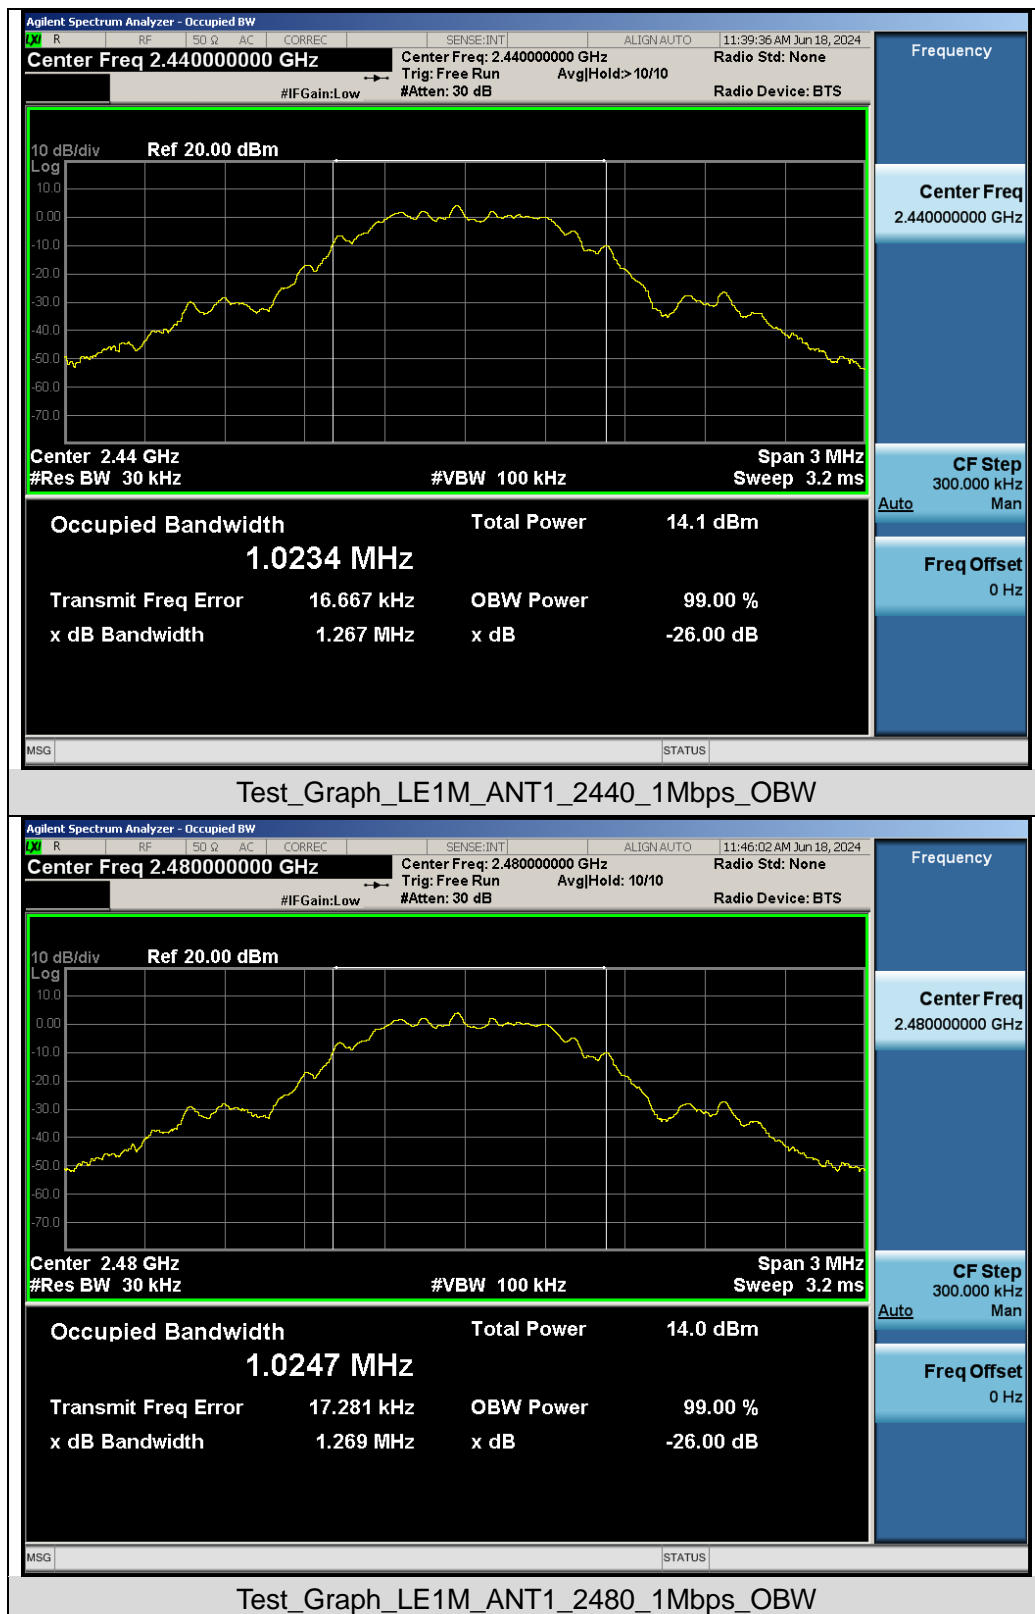 Agilent Spectrum Analyzer - Occupied BW
LXI R RF 50 Ω AC CORREC SENSE:INT ALIGN AUTO 11:39:36 AM Jun 18, 2024
Center Freq 2.440000000 GHz Center Freq: 2.440000000 GHz Radio Std: None
Trig: Free Run Avg|Hold:> 10/10
#IFGain:Low #Atten: 30 dB Radio Device: BTS
Frequency
10 dB/div Ref 20.00 dBm
Log
10.0
0.00
-10.0
-20.0
-30.0
-40.0
-50.0
-60.0
-70.0
Center 2.44 GHz Span 3 MHz
#Res BW 30 kHz #VBW 100 kHz Sweep 3.2 ms
Center Freq
2.440000000 GHz
CF Step
300.000 kHz
Auto Man
Freq Offset
0 Hz
Occupied Bandwidth Total Power 14.1 dBm
1.0234 MHz
Transmit Freq Error 16.667 kHz OBW Power 99.00 %
x dB Bandwidth 1.267 MHz x dB -26.00 dB
MSG STATUS
Test_Graph_LE1M_ANT1_2440_1Mbps_OBW
Agilent Spectrum Analyzer - Occupied BW
LXI R RF 50 Ω AC CORREC SENSE:INT ALIGN AUTO 11:46:02 AM Jun 18, 2024
Center Freq 2.480000000 GHz Center Freq: 2.480000000 GHz Radio Std: None
Trig: Free Run Avg|Hold: 10/10
#IFGain:Low #Atten: 30 dB Radio Device: BTS
Frequency
10 dB/div Ref 20.00 dBm
Log
10.0
0.00
-10.0
-20.0
-30.0
-40.0
-50.0
-60.0
-70.0
Center 2.48 GHz Span 3 MHz
#Res BW 30 kHz #VBW 100 kHz Sweep 3.2 ms
Center Freq
2.480000000 GHz
CF Step
300.000 kHz
Auto Man
Freq Offset
0 Hz
Occupied Bandwidth Total Power 14.0 dBm
1.0247 MHz
Transmit Freq Error 17.281 kHz OBW Power 99.00 %
x dB Bandwidth 1.269 MHz x dB -26.00 dB
MSG STATUS
Test_Graph_LE1M_ANT1_2480_1Mbps_OBW